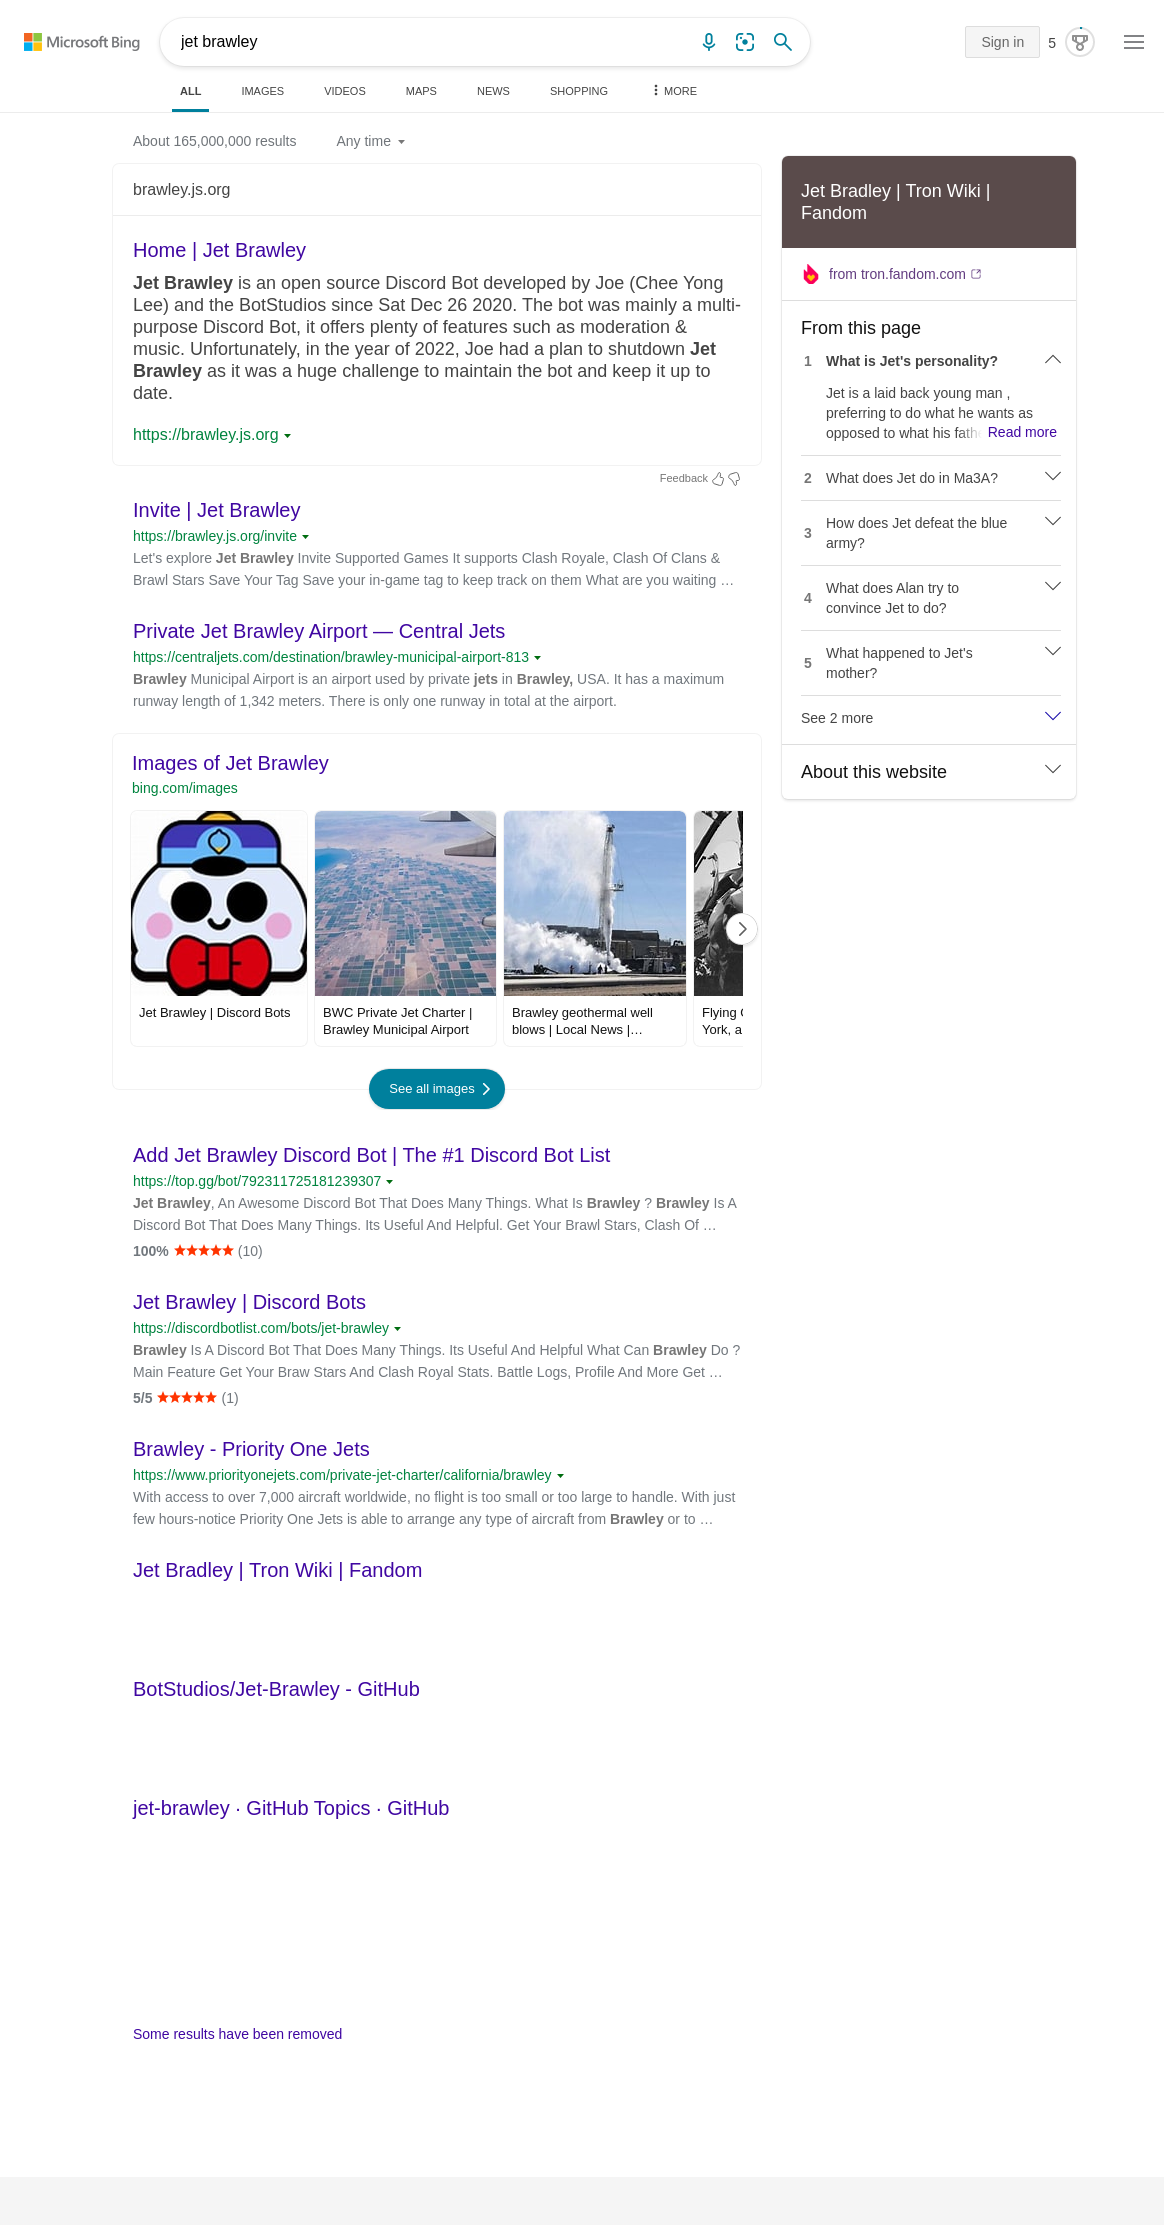 Microsoft Bing
jet brawley
Sign in
5
ALL
IMAGES
VIDEOS
MAPS
NEWS
SHOPPING
MORE
About 165,000,000 results
Any time
brawley.js.org
Home | Jet Brawley
Jet Brawley is an open source Discord Bot developed by Joe (Chee Yong
Lee) and the BotStudios since Sat Dec 26 2020. The bot was mainly a multi-
purpose Discord Bot, it offers plenty of features such as moderation &
music. Unfortunately, in the year of 2022, Joe had a plan to shutdown Jet
Brawley as it was a huge challenge to maintain the bot and keep it up to
date.
https://brawley.js.org
Feedback
Invite | Jet Brawley
https://brawley.js.org/invite
Let's explore Jet Brawley Invite Supported Games It supports Clash Royale, Clash Of Clans &
Brawl Stars Save Your Tag Save your in-game tag to keep track on them What are you waiting …
Private Jet Brawley Airport — Central Jets
https://centraljets.com/destination/brawley-municipal-airport-813
Brawley Municipal Airport is an airport used by private jets in Brawley, USA. It has a maximum
runway length of 1,342 meters. There is only one runway in total at the airport.
Images of Jet Brawley
bing.com/images
Jet Brawley | Discord Bots
BWC Private Jet Charter |
Brawley Municipal Airport
Brawley geothermal well
blows | Local News |…
Flying
York, a
See all images
Add Jet Brawley Discord Bot | The #1 Discord Bot List
https://top.gg/bot/792311725181239307
Jet Brawley, An Awesome Discord Bot That Does Many Things. What Is Brawley ? Brawley Is A
Discord Bot That Does Many Things. Its Useful And Helpful. Get Your Brawl Stars, Clash Of …
100% ★★★★★ (10)
Jet Brawley | Discord Bots
https://discordbotlist.com/bots/jet-brawley
Brawley Is A Discord Bot That Does Many Things. Its Useful And Helpful What Can Brawley Do ?
Main Feature Get Your Braw Stars And Clash Royal Stats. Battle Logs, Profile And More Get …
5/5 ★★★★★ (1)
Brawley - Priority One Jets
https://www.priorityonejets.com/private-jet-charter/california/brawley
With access to over 7,000 aircraft worldwide, no flight is too small or too large to handle. With just
few hours-notice Priority One Jets is able to arrange any type of aircraft from Brawley or to …
Jet Bradley | Tron Wiki | Fandom
BotStudios/Jet-Brawley - GitHub
jet-brawley · GitHub Topics · GitHub
Some results have been removed
Jet Bradley | Tron Wiki |
Fandom
from tron.fandom.com
From this page
1 What is Jet's personality?
Jet is a laid back young man ,
preferring to do what he wants as
opposed to what his fath Read more
2 What does Jet do in Ma3A?
3 How does Jet defeat the blue
army?
4 What does Alan try to
convince Jet to do?
5 What happened to Jet's
mother?
See 2 more
About this website